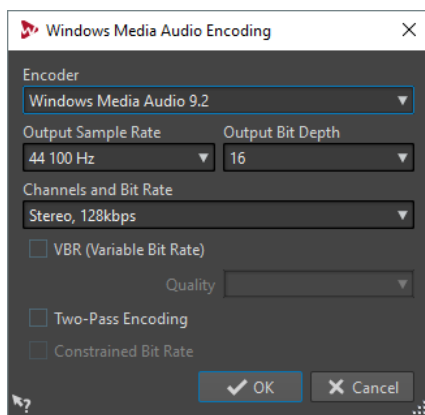 Windows Media Audio Encoding
Encoder
Windows Media Audio 9.2
Output Sample Rate Output Bit Depth
44 100 Hz 16
Channels and Bit Rate
Stereo, 128kbps
VBR (Variable Bit Rate)
Quality
Two-Pass Encoding
Constrained Bit Rate
OK Cancel
?